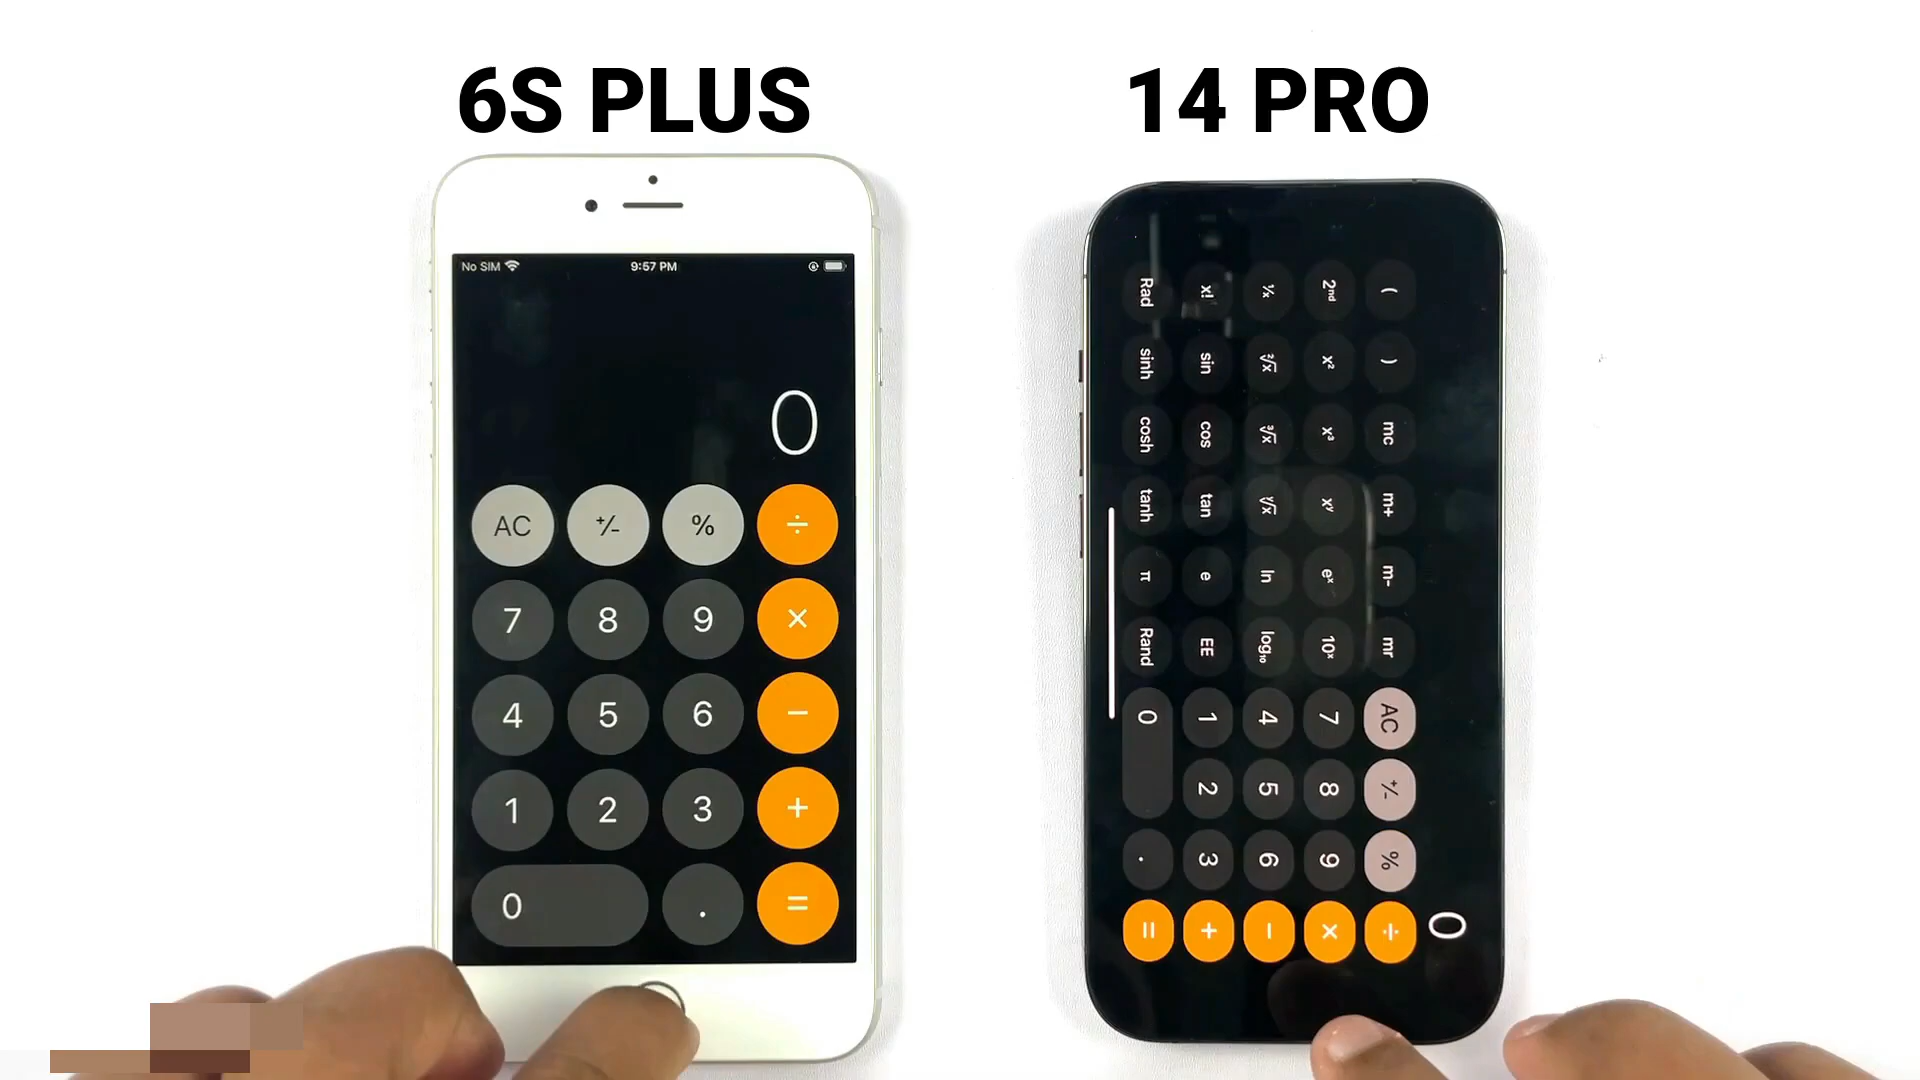 6S PLUS
14 PRO
No SIM 9:57 PM
0
AC +/- % ÷
7 8 9 ×
4 5 6 −
1 2 3 +
0 . =
0
( ) mc m+ m- mr AC +/- % ÷
2nd x² x³ xʸ eˣ 10ˣ 7 8 9 ×
¹/x ²√x ³√x ʸ√x ln log₁₀ 4 5 6 −
x! sin cos tan e EE 1 2 3 +
Rad sinh cosh tanh π Rand 0 . =